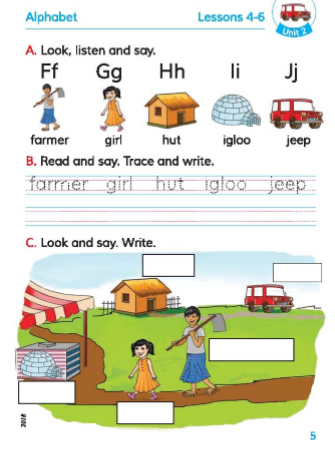 Alphabet Lessons 4-6
Unit 2
A. Look, listen and say.
Ff Gg Hh Ii Jj
farmer girl hut igloo jeep
B. Read and say. Trace and write.
farmer girl hut igloo jeep
C. Look and say. Write.
2018
5